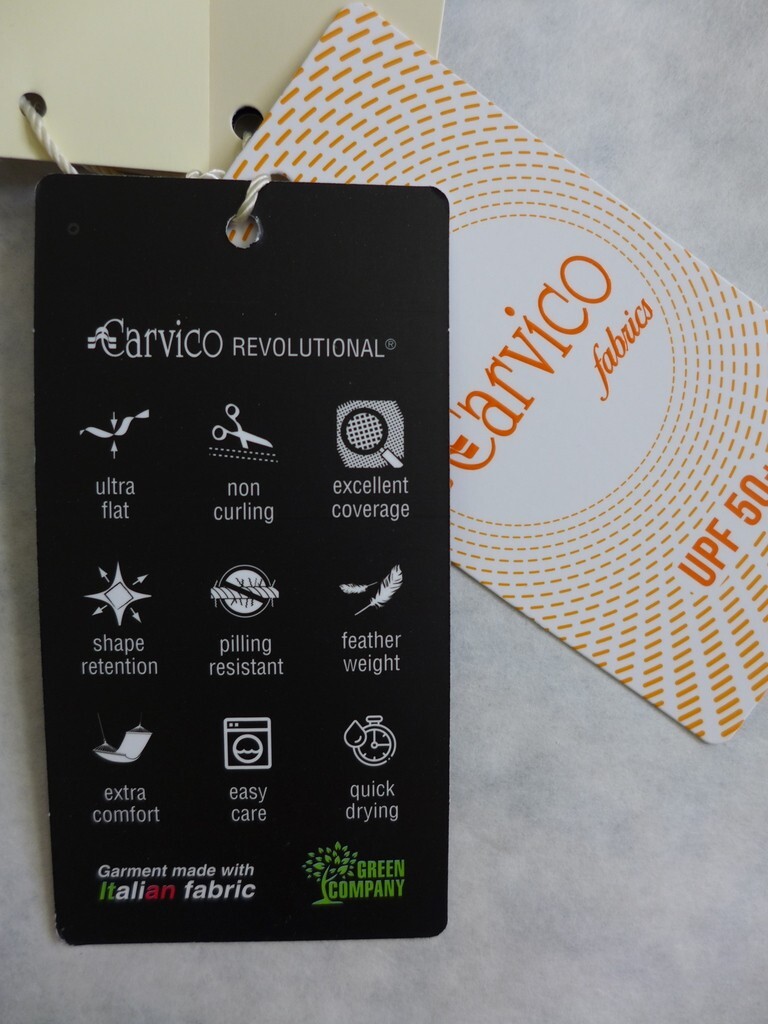 Carvico REVOLUTIONAL®
ultra
flat
non
curling
excellent
coverage
shape
retention
pilling
resistant
feather
weight
extra
comfort
easy
care
quick
drying
Garment made with
Italian fabric
GREEN
COMPANY
Carvico
fabrics
UPF 50+